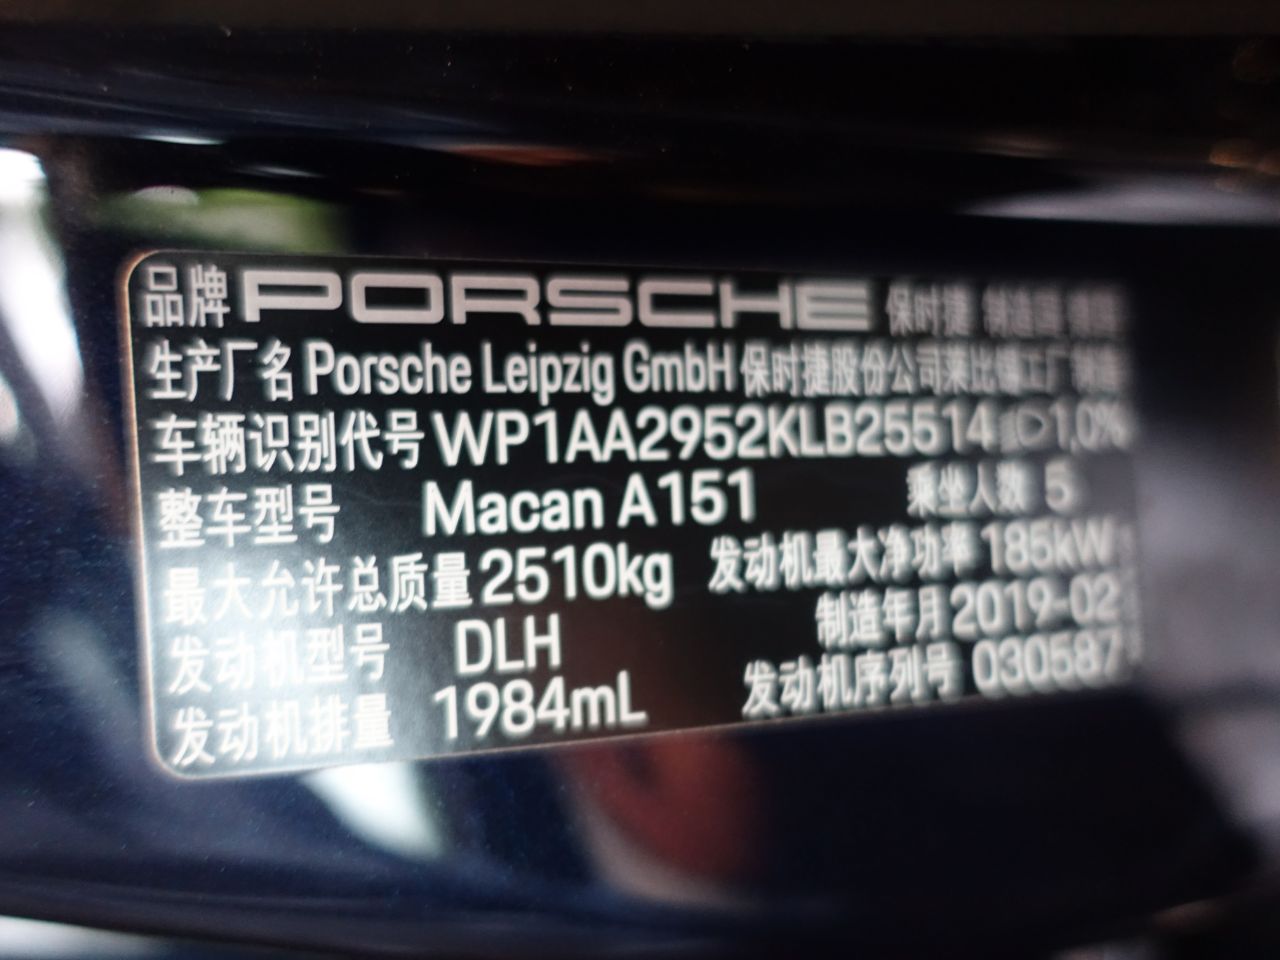 品牌 PORSCHE 保时捷 制造国 德国
生产厂名 Porsche Leipzig GmbH 保时捷股份公司莱比锡工厂 制造
车辆识别代号 WP1AA2952KLB25514 1,0%
整车型号 Macan A151 乘坐人数 5
最大允许总质量 2510kg 发动机最大净功率 185kW
发动机型号 DLH 制造年月 2019-02
发动机排量 1984mL 发动机序列号 030587